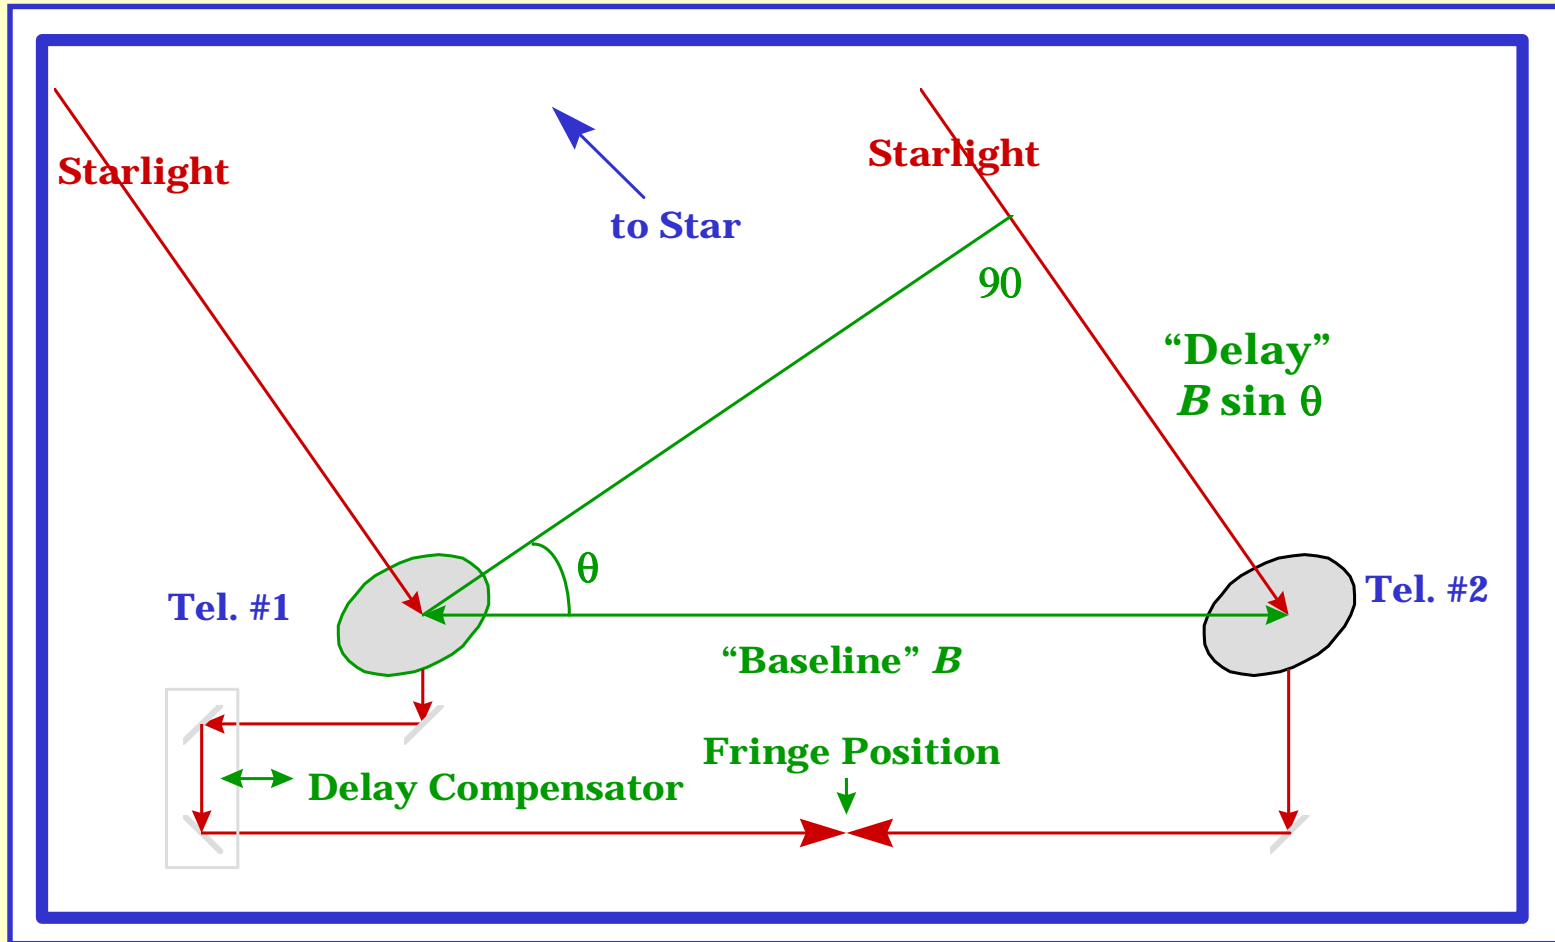 Starlight
Starlight
to Star
90
“Delay”
B sin θ
θ
Tel. #1
Tel. #2
“Baseline” B
Fringe Position
Delay Compensator